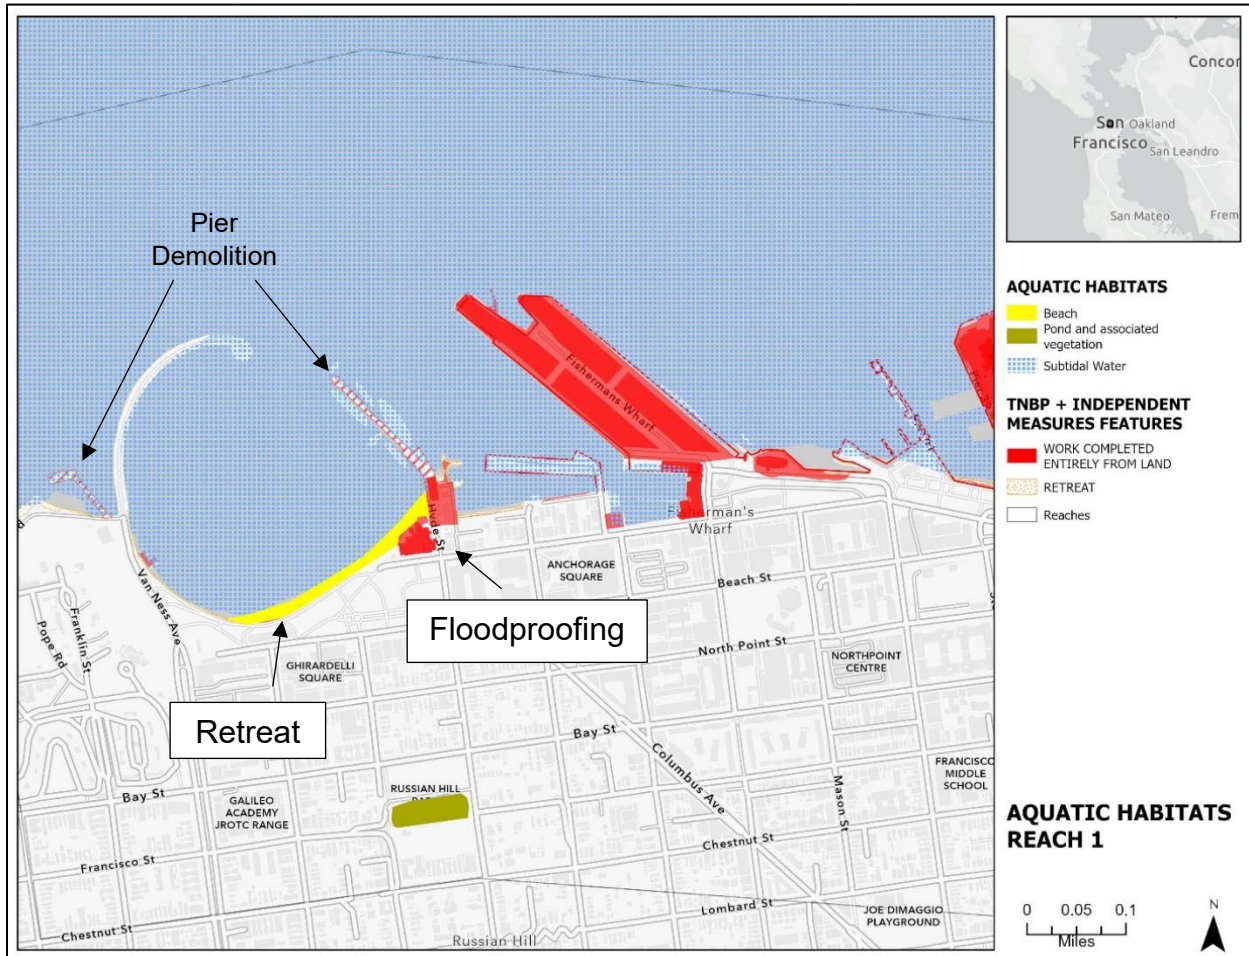 Pier
Demolition
Fishermans Wharf
Hyde St
Fisherman's
Wharf
ANCHORAGE
SQUARE
Beach St
Van Ness Ave
Franklin St
Pope Rd
Floodproofing
North Point St
NORTHPOINT
CENTRE
GHIRARDELLI
SQUARE
Retreat
Bay St
Columbus Ave
Mason St
FRANCISCO
MIDDLE
SCHOOL
RUSSIAN HILL
Bay St
GALILEO
ACADEMY
JROTC RANGE
Francisco St
Chestnut St
Lombard St
JOE DIMAGGIO
PLAYGROUND
Chestnut St
Russian Hill
Concor
San Oakland
Francisco
San Leandro
San Mateo
Frem
AQUATIC HABITATS
Beach
Pond and associated
vegetation
Subtidal Water
TNBP + INDEPENDENT
MEASURES FEATURES
WORK COMPLETED
ENTIRELY FROM LAND
RETREAT
Reaches
AQUATIC HABITATS
REACH 1
0 0.05 0.1
Miles
N